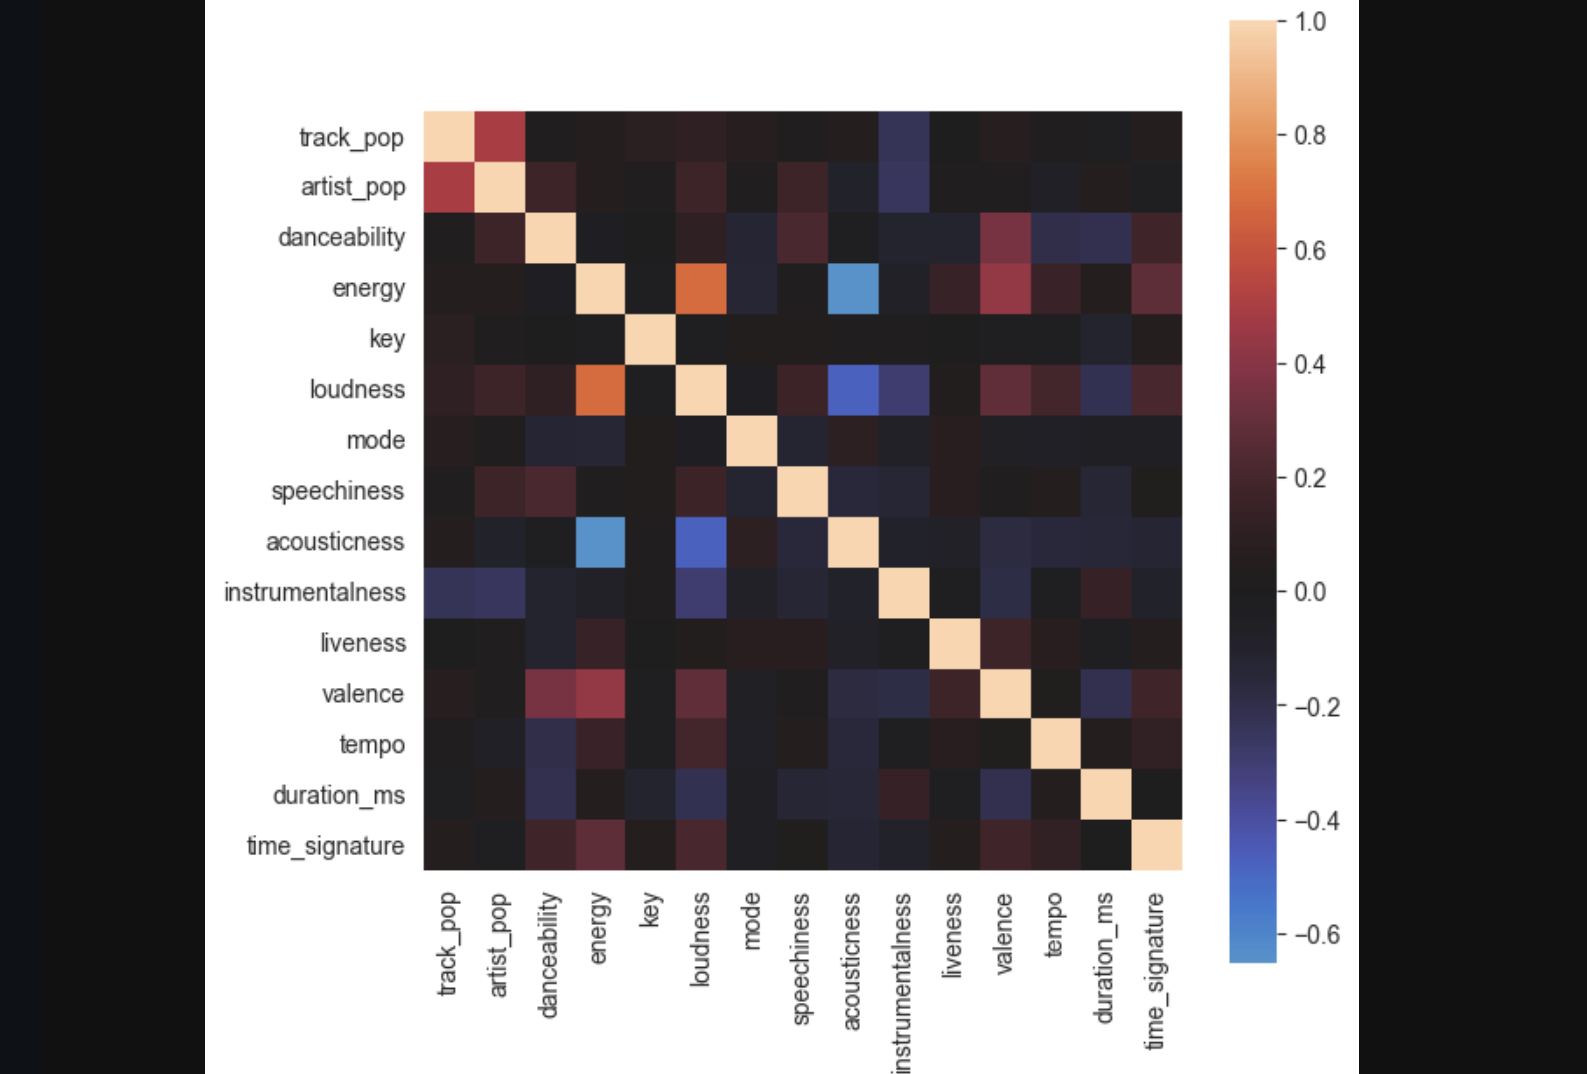 track_pop
artist_pop
danceability
energy
key
loudness
mode
speechiness
acousticness
instrumentalness
liveness
valence
tempo
duration_ms
time_signature
track_pop
artist_pop
danceability
energy
key
loudness
mode
speechiness
acousticness
instrumentalness
liveness
valence
tempo
duration_ms
time_signature
1.0
0.8
0.6
0.4
0.2
0.0
−0.2
−0.4
−0.6